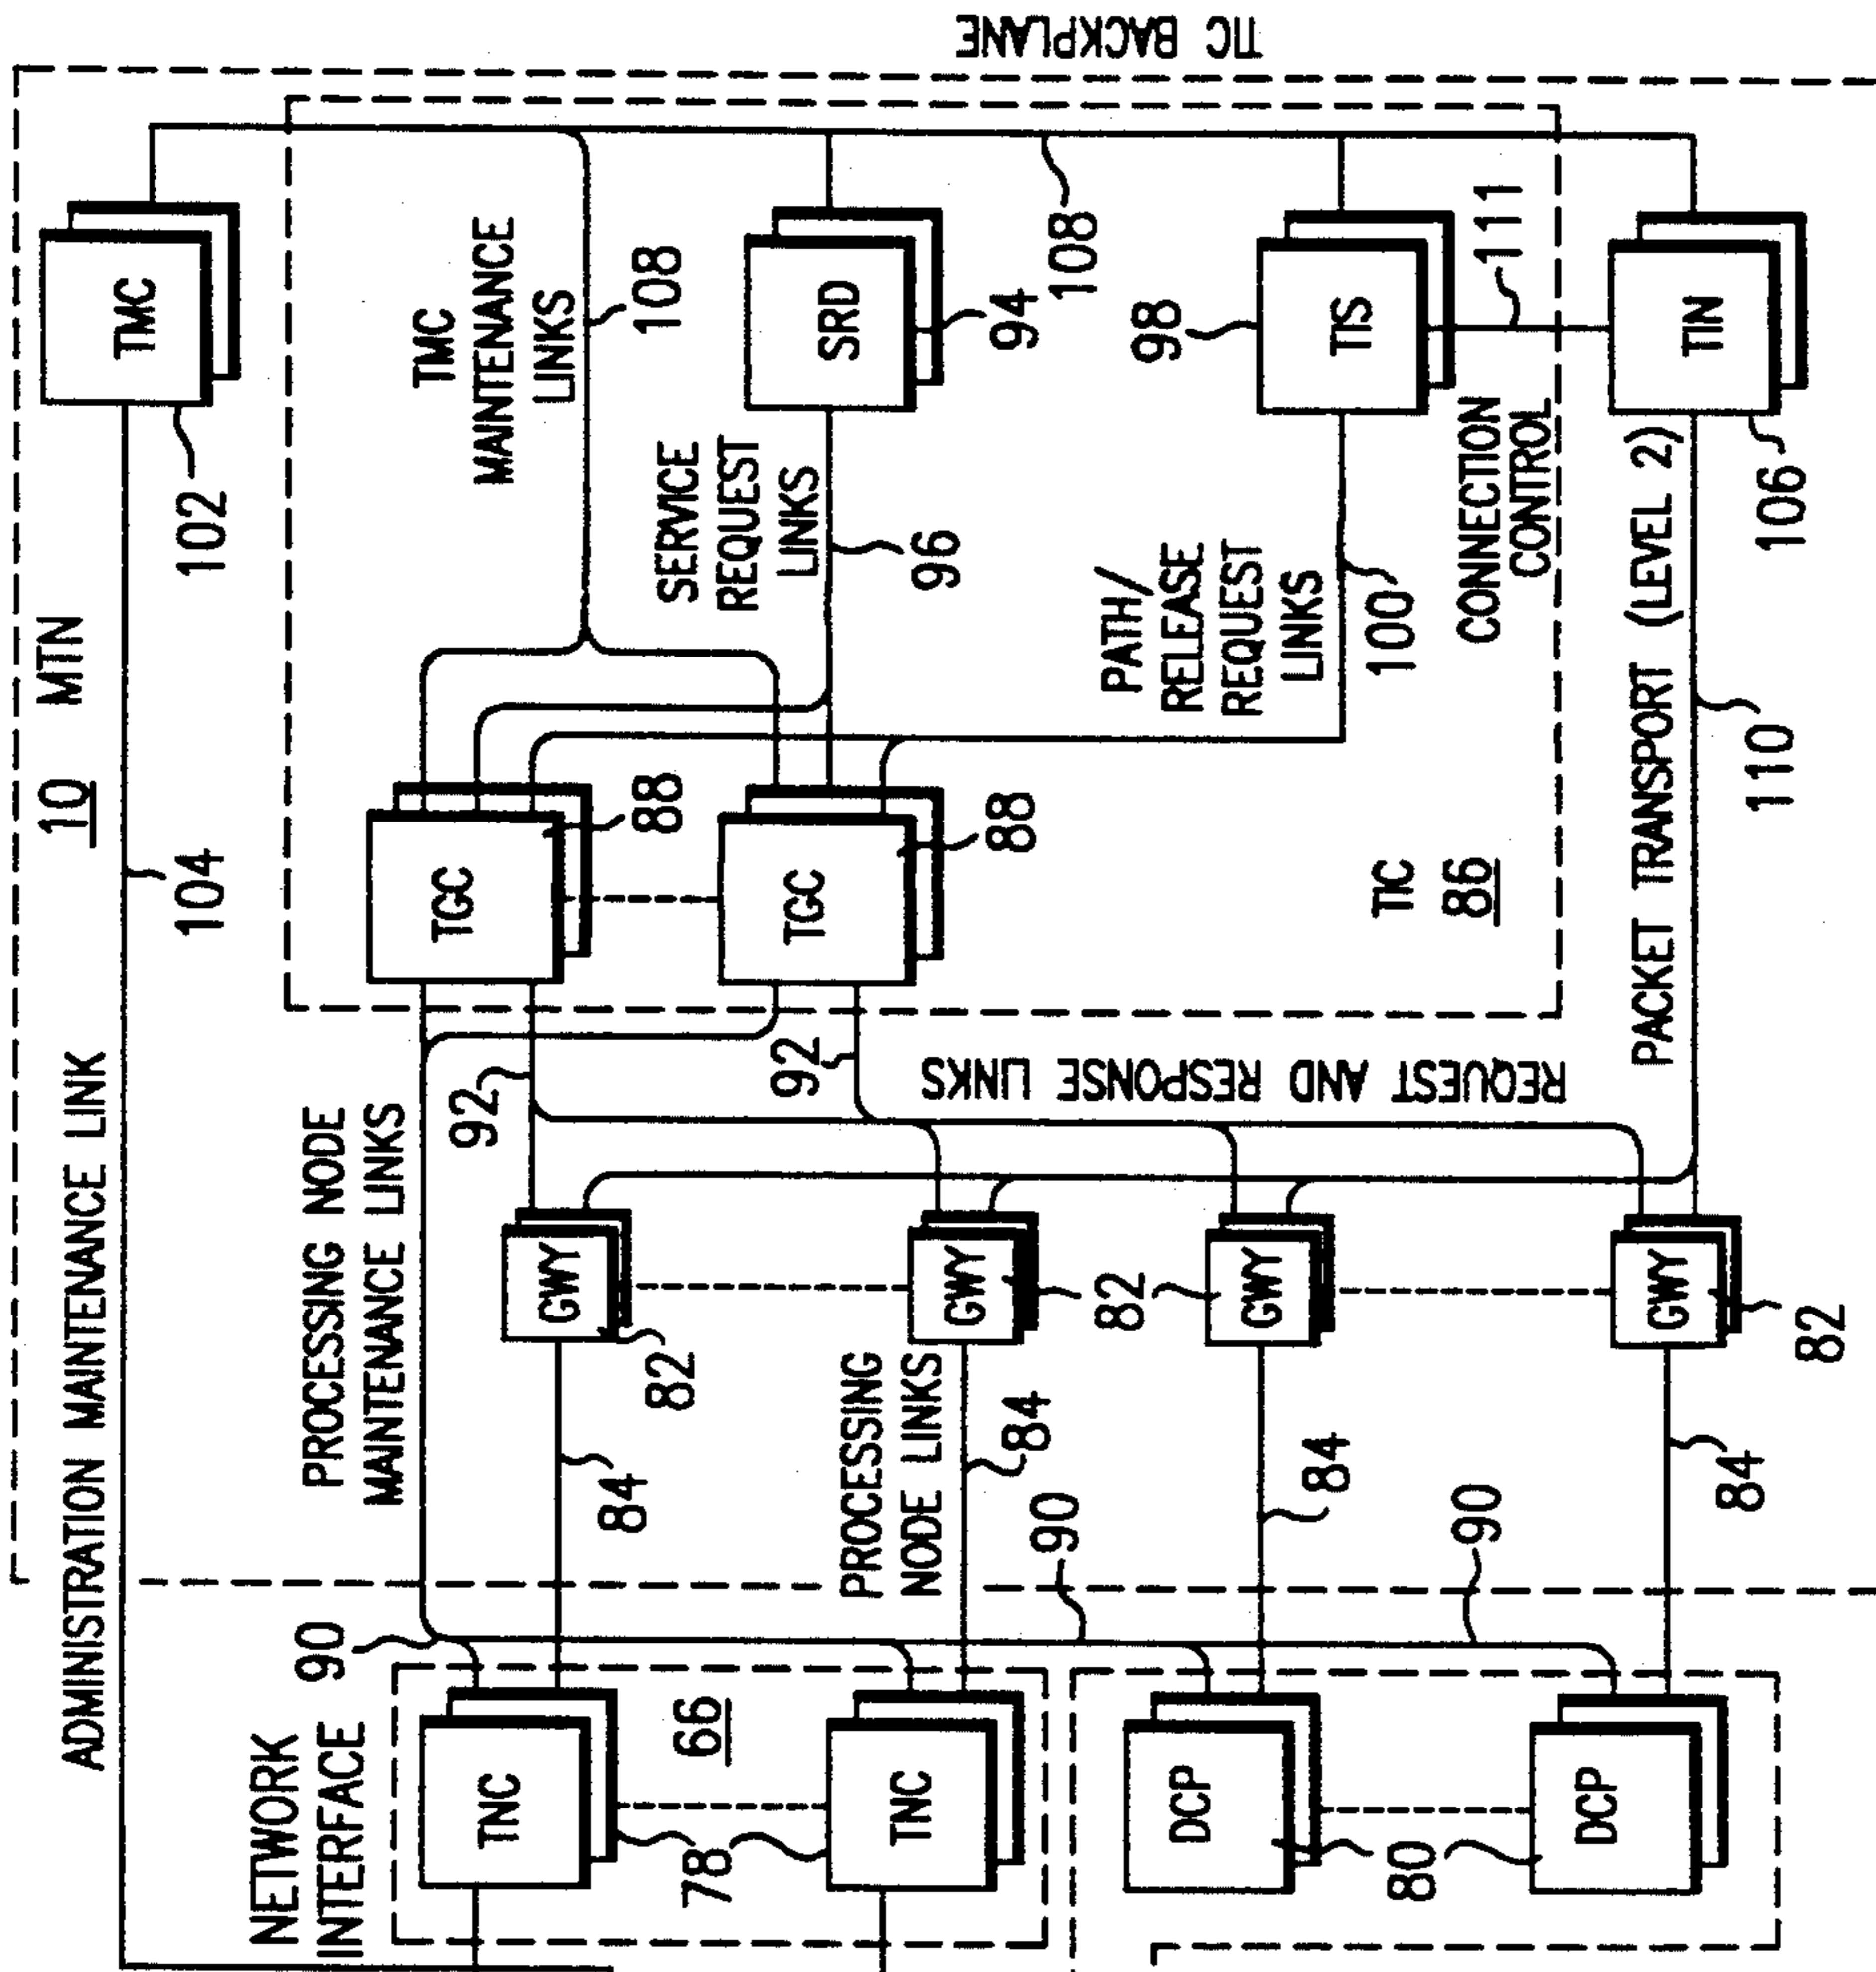 ADMINISTRATION MAINTENANCE LINK
104
10 MTN
TMC
102
TIC BACKPLANE
NETWORK
INTERFACE
90
PROCESSING NODE
MAINTENANCE LINKS
92
TGC
88
TMC
MAINTENANCE
LINKS
108
TNC
66
78
TNC
84
GWY
82
PROCESSING
NODE LINKS
84
GWY
82
92
TGC
88
SERVICE
REQUEST
LINKS
96
SRD
94
108
90
REQUEST AND RESPONSE LINKS
PATH/
RELEASE
REQUEST
LINKS
100
98
TIS
111
DCP
80
DCP
84
GWY
90
84
GWY
82
TIC
86
CONNECTION
CONTROL
PACKET TRANSPORT (LEVEL 2)
110
TIN
106